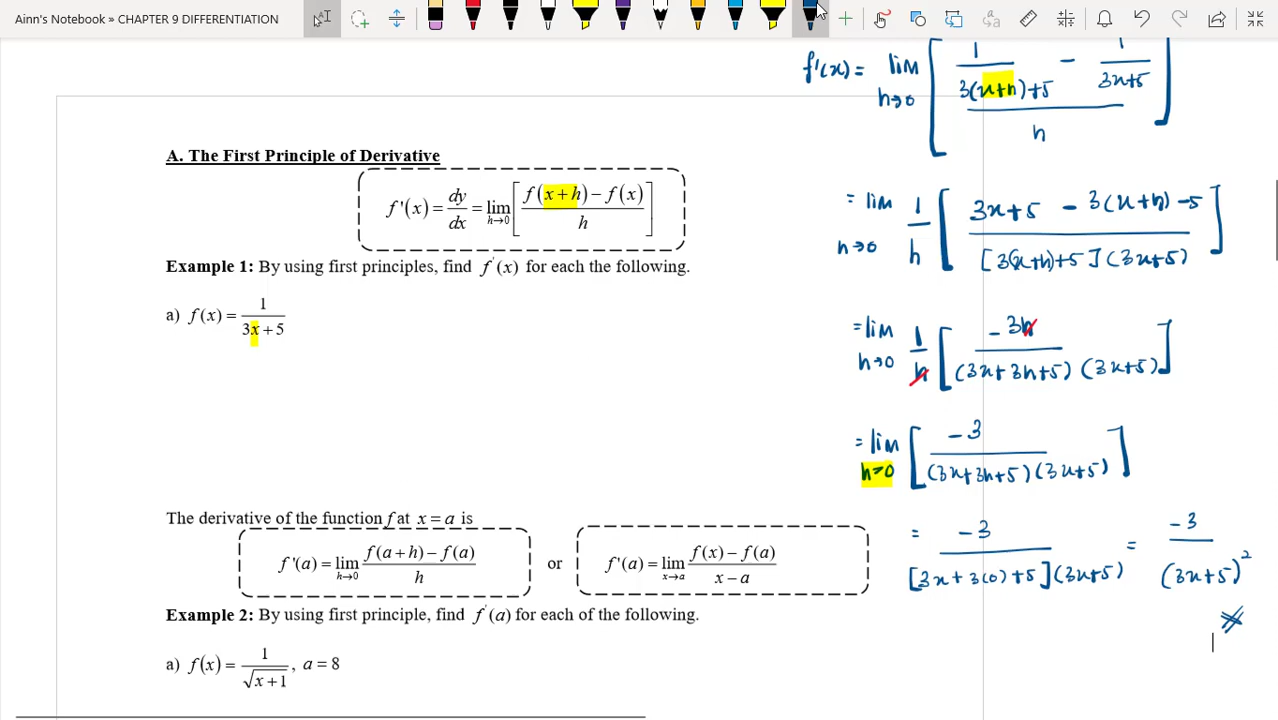 Ainn's Notebook » CHAPTER 9 DIFFERENTIATION
A. The First Principle of Derivative
f'(x) = dy/dx = lim h→0 [ (f(x+h) − f(x)) / h ]
Example 1: By using first principles, find f'(x) for each the following.
a) f(x) = 1 / (3x + 5)
f'(x) = lim h→0 [ ( 1 / (3(x+h)+5) − 1 / (3x+5) ) / h ]
= lim h→0 1/h [ (3x+5 − 3(x+h) −5) / ([3(x+h)+5](3x+5)) ]
= lim h→0 1/h [ −3h / ((3x+3h+5)(3x+5)) ]
= lim h→0 [ −3 / ((3x+3h+5)(3x+5)) ]
= −3 / ([3x+3(0)+5](3x+5)) = −3 / (3x+5)²
The derivative of the function f at x = a is
f'(a) = lim h→0 (f(a+h) − f(a)) / h or f'(a) = lim x→a (f(x) − f(a)) / (x − a)
Example 2: By using first principle, find f'(a) for each of the following.
a) f(x) = 1 / √(x+1), a = 8